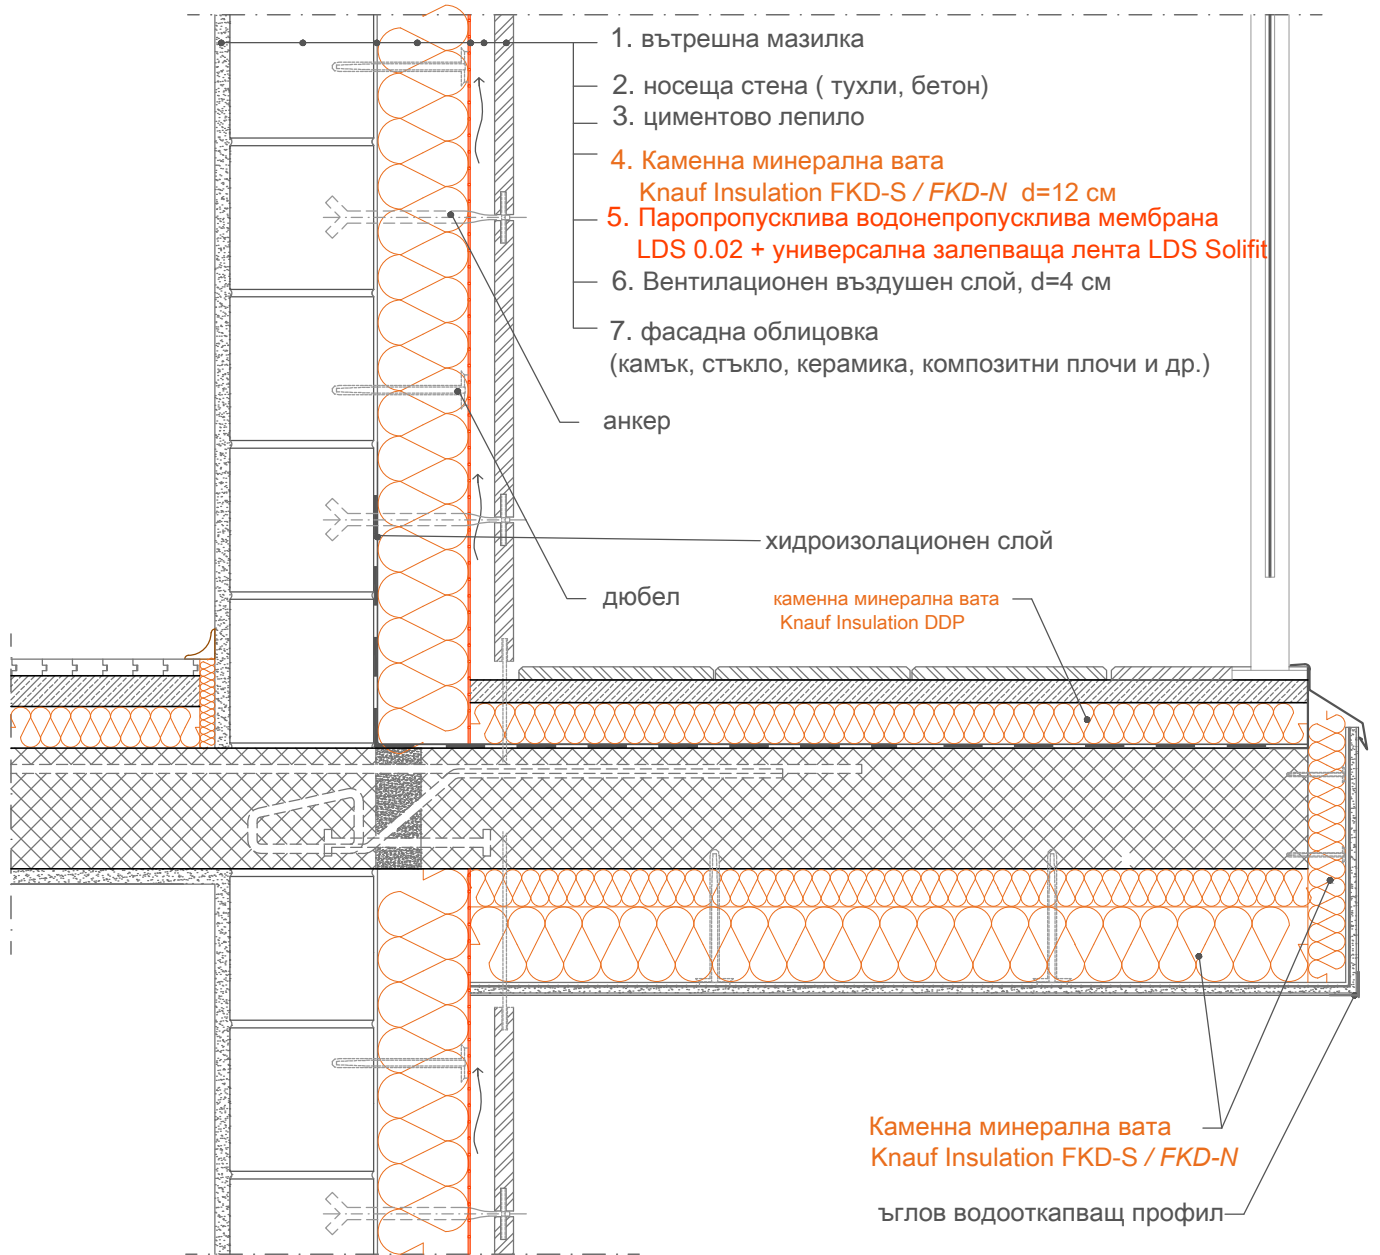 1. вътрешна мазилка
2. носеща стена ( тухли, бетон)
3. циментово лепило
4. Каменна минерална вата
Knauf Insulation FKD-S / FKD-N d=12 см
5. Паропропусклива водонепропусклива мембрана
LDS 0.02 + универсална залепваща лента LDS Solifit
6. Вентилационен въздушен слой, d=4 см
7. фасадна облицовка
(камък, стъкло, керамика, композитни плочи и др.)
анкер
хидроизолационен слой
дюбел
каменна минерална вата
Knauf Insulation DDP
Каменна минерална вата
Knauf Insulation FKD-S / FKD-N
ъглов водооткапващ профил